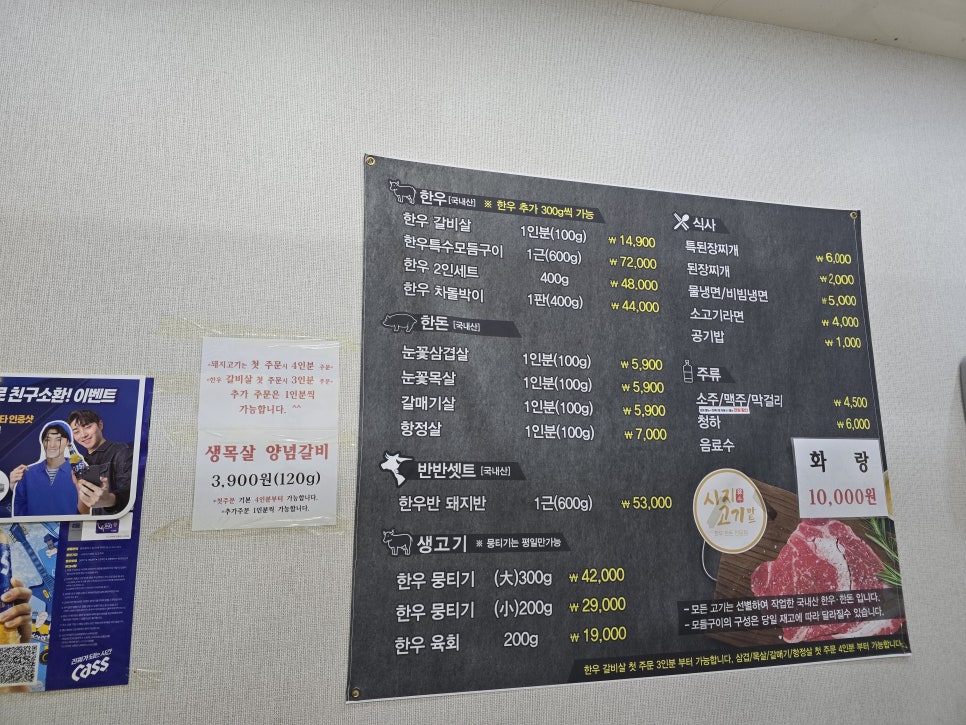 친구소환! 이벤트
타 인증샷
cass
*돼지고기는 첫 주문시 4인분 주문*
*한우 갈비살 첫 주문시 3인분 주문*
추가 주문은 1인분씩
가능합니다. ^^
생목살 양념갈비
3,900원(120g)
*첫주문 기본 4인분부터 가능합니다.
*추가주문 1인분씩 가능합니다.
한우 [국내산] ※ 한우 추가 300g씩 가능
한우 갈비살 1인분(100g) ₩ 14,900
한우특수모듬구이 1근(600g) ₩ 72,000
한우 2인세트 400g ₩ 48,000
한우 차돌박이 1판(400g) ₩ 44,000
한돈 [국내산]
눈꽃삼겹살 1인분(100g) ₩ 5,900
눈꽃목살 1인분(100g) ₩ 5,900
갈매기살 1인분(100g) ₩ 5,900
항정살 1인분(100g) ₩ 7,000
반반셋트 [국내산]
한우반 돼지반 1근(600g) ₩ 53,000
생고기 ※ 뭉티기는 평일만가능
한우 뭉티기 (大)300g ₩ 42,000
한우 뭉티기 (小)200g ₩ 29,000
한우 육회 200g ₩ 19,000
식사
특된장찌개 ₩ 6,000
된장찌개 ₩ 2,000
물냉면/비빔냉면 ₩ 5,000
소고기라면 ₩ 4,000
공기밥 ₩ 1,000
주류
소주/맥주/막걸리 ₩ 4,500
청하 ₩ 6,000
음료수
화 랑
10,000원
- 모든 고기는 선별하여 작업한 국내산 한우·한돈 입니다.
- 모듬구이의 구성은 당일 재고에 따라 달라질수 있습니다.
한우 갈비살 첫 주문 3인분 부터 가능합니다. 삼겹/목살/갈매기/항정살 첫 주문 4인분 부터 가능합니다.